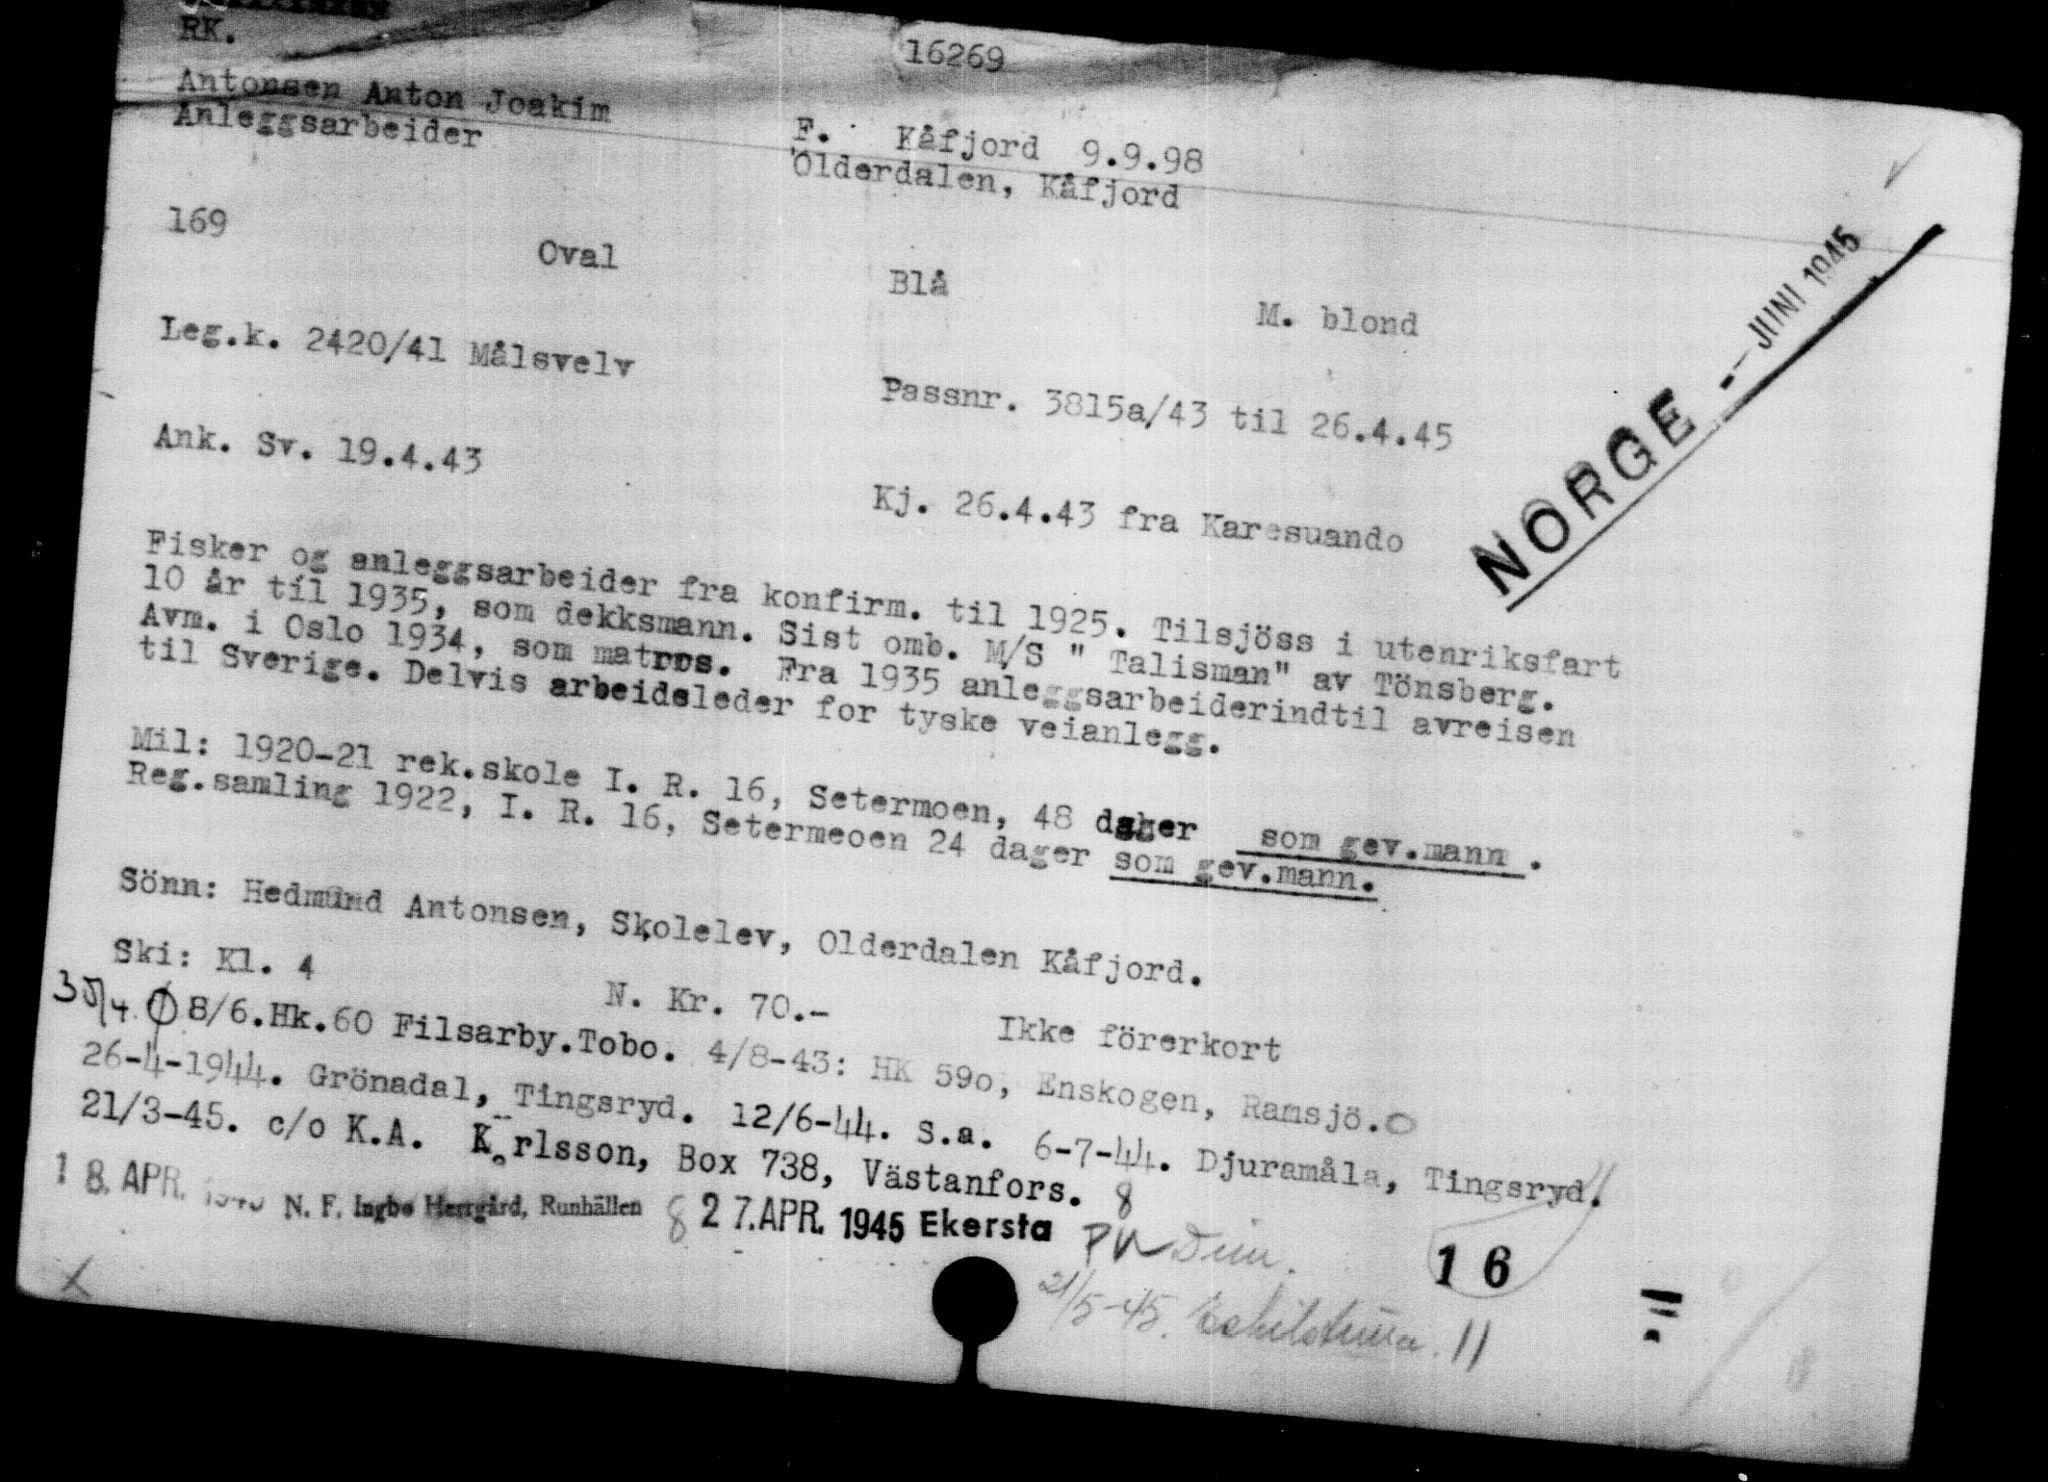 RK.
16269
Antonsen Anton Joakim
Anleggsarbeider
F. Kåfjord 9.9.98
Olderdalen, Kåfjord
169
Oval
Blå
M. blond
Leg.k. 2420/41 Målsvelv
Passnr. 3815a/43 til 26.4.45
Ank. Sv. 19.4.43
Kj. 26.4.43 fra Karesuando
NORGE - JUNI 1945
Fisker og anleggsarbeider fra konfirm. til 1925. Tilsjöss i utenriksfart
10 år til 1935, som dekksmann. Sist omb. M/S " Talisman" av Tönsberg.
Avm. i Oslo 1934, som matros. Fra 1935 anleggsarbeiderindtil avreisen
til Sverige. Delvis arbeidsleder for tyske veianlegg.
Mil: 1920-21 rek.skole I. R. 16, Setermoen, 48 dager som gev.mann .
Reg.samling 1922, I. R. 16, Setermeoen 24 dager som gev.mann.
Sönn: Hedmund Antonsen, Skolelev, Olderdalen Kåfjord.
Ski: Kl. 4
N. Kr. 70.-
Ikke förerkort
8/6.Hk.60 Filsarby.Tobo. 4/8-43: HK 59o, Enskogen, Ramsjö.
26-4-1944. Grönadal, Tingsryd. 12/6-44. s.a. 6-7-44. Djuramåla, Tingsryd.
21/3-45. c/o K.A. Karlsson, Box 738, Västanfors. 8
18. APR. 1945 N. F. Ingbo Herrgård, Runhällen 8 27. APR. 1945 Ekersta
16
21/5-45. Eskilstuna. 11